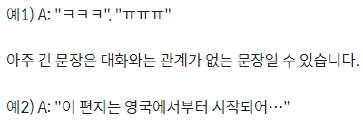 예1) A: "ㅋㅋㅋ", "ㅠㅠㅠ"
아주 긴 문장은 대화와는 관계가 없는 문장일 수 있습니다.
예2) A: "이 편지는 영국에서부터 시작되어…"